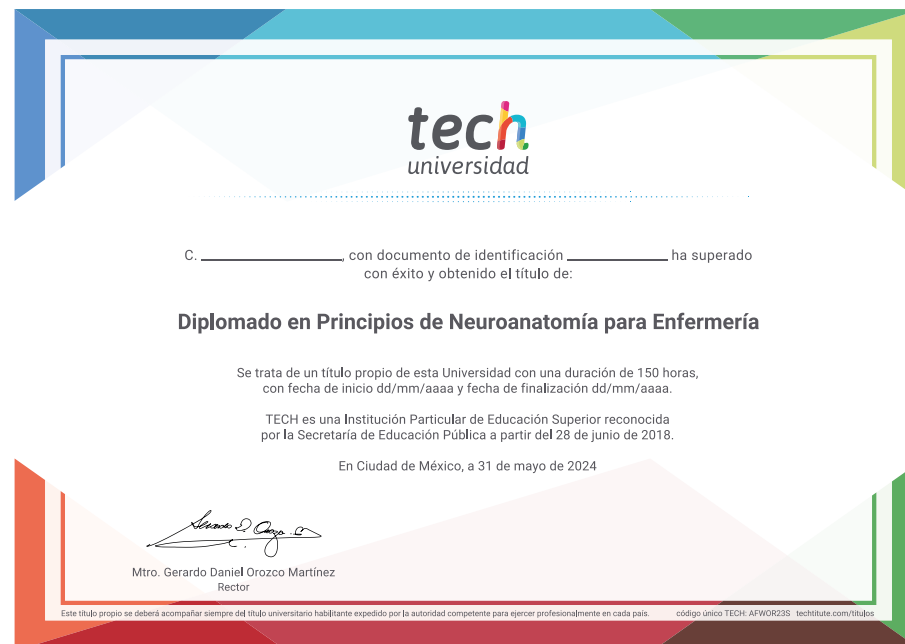 tech
universidad
C. , con documento de identificación ha superado
con éxito y obtenido el título de:
Diplomado en Principios de Neuroanatomía para Enfermería
Se trata de un título propio de esta Universidad con una duración de 150 horas,
con fecha de inicio dd/mm/aaaa y fecha de finalización dd/mm/aaaa.
TECH es una Institución Particular de Educación Superior reconocida
por la Secretaría de Educación Pública a partir del 28 de junio de 2018.
En Ciudad de México, a 31 de mayo de 2024
Mtro. Gerardo Daniel Orozco Martínez
Rector
Este título propio se deberá acompañar siempre del título universitario habilitante expedido por la autoridad competente para ejercer profesionalmente en cada país. código único TECH: AFWOR23S techtitute.com/titulos